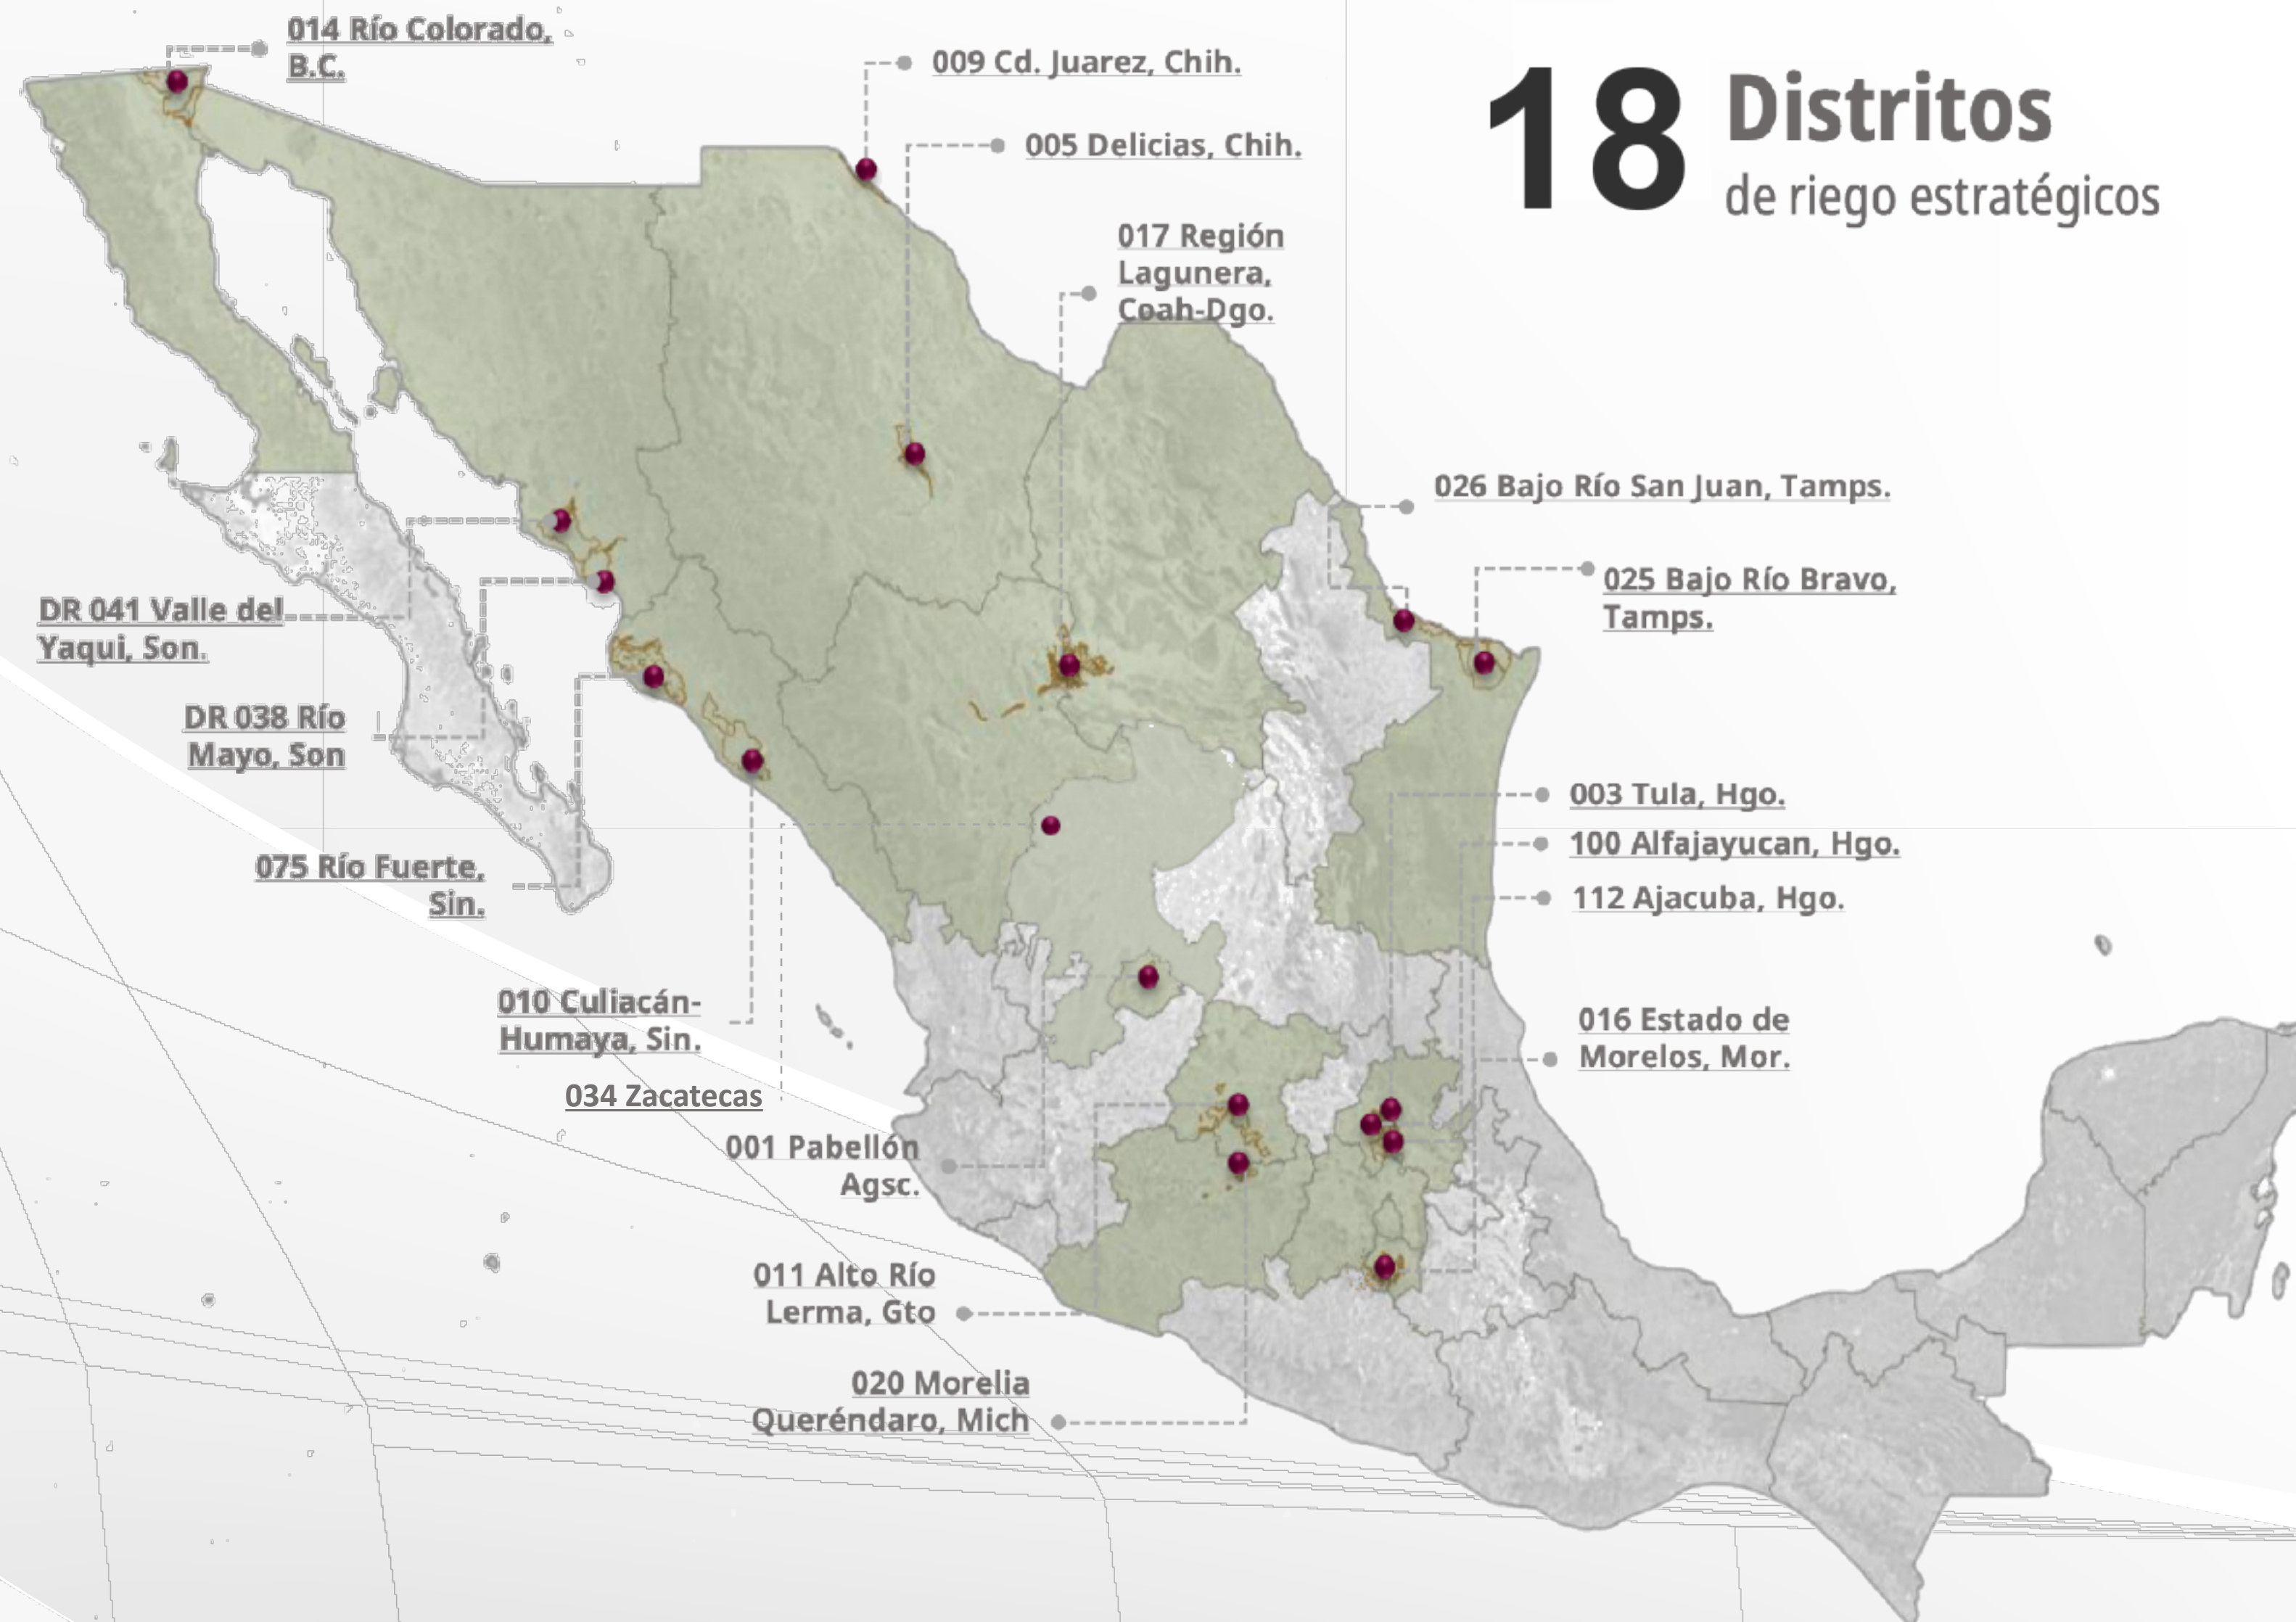 014 Río Colorado,
B.C.
009 Cd. Juarez, Chih.
18 Distritos
de riego estratégicos
005 Delicias, Chih.
017 Región
Lagunera,
Coah-Dgo.
026 Bajo Río San Juan, Tamps.
025 Bajo Río Bravo,
Tamps.
DR 041 Valle del
Yaqui, Son.
DR 038 Río
Mayo, Son
003 Tula, Hgo.
100 Alfajayucan, Hgo.
112 Ajacuba, Hgo.
075 Río Fuerte,
Sin.
010 Culiacán-
Humaya, Sin.
016 Estado de
Morelos, Mor.
034 Zacatecas
001 Pabellón
Agsc.
011 Alto Río
Lerma, Gto
020 Morelia
Queréndaro, Mich